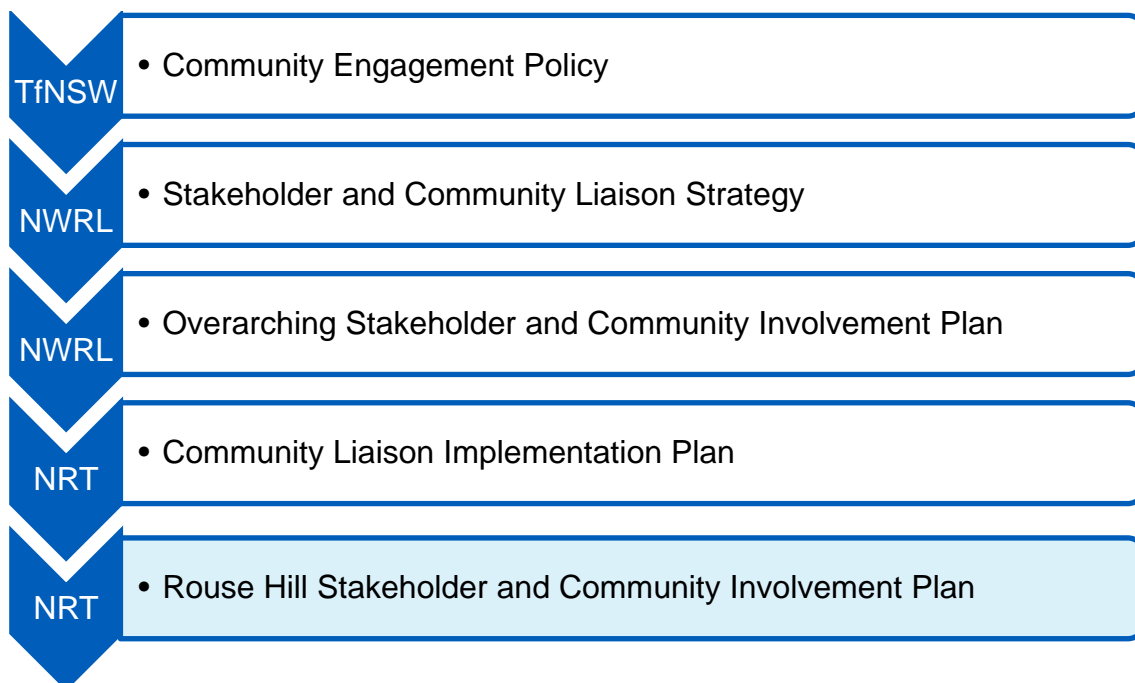 TfNSW
• Community Engagement Policy
NWRL
• Stakeholder and Community Liaison Strategy
NWRL
• Overarching Stakeholder and Community Involvement Plan
NRT
• Community Liaison Implementation Plan
NRT
• Rouse Hill Stakeholder and Community Involvement Plan